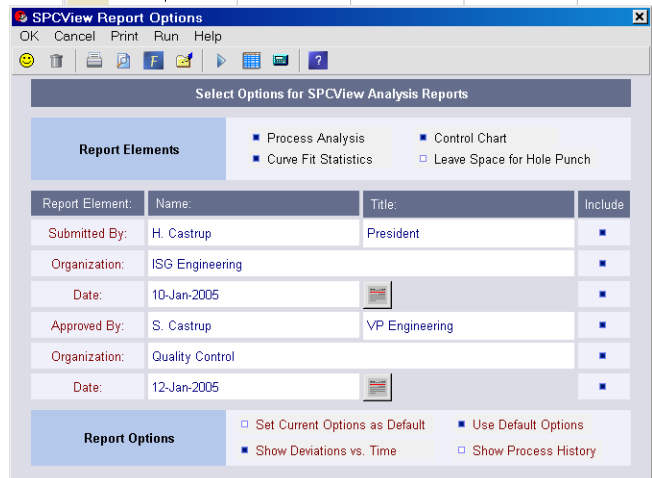 SPCView Report Options
OK Cancel Print Run Help
F ?
Select Options for SPCView Analysis Reports
Report Elements
Process Analysis Control Chart
Curve Fit Statistics Leave Space for Hole Punch
Report Element: Name: Title: Include
Submitted By: H. Castrup President
Organization: ISG Engineering
Date: 10-Jan-2005
Approved By: S. Castrup VP Engineering
Organization: Quality Control
Date: 12-Jan-2005
Report Options
Set Current Options as Default Use Default Options
Show Deviations vs. Time Show Process History